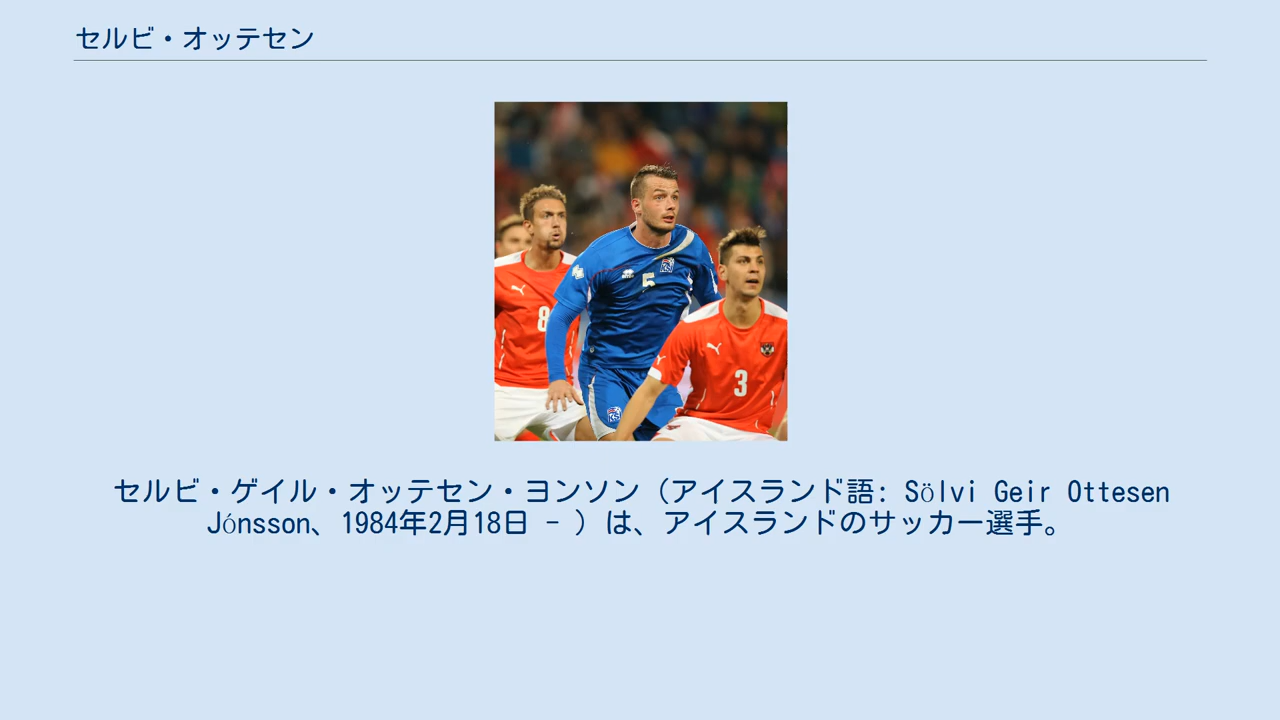 セルビ・オッテセン
8
5
3
セルビ・ゲイル・オッテセン・ヨンソン（アイスランド語: Sölvi Geir Ottesen
Jónsson、1984年2月18日 - ）は、アイスランドのサッカー選手。